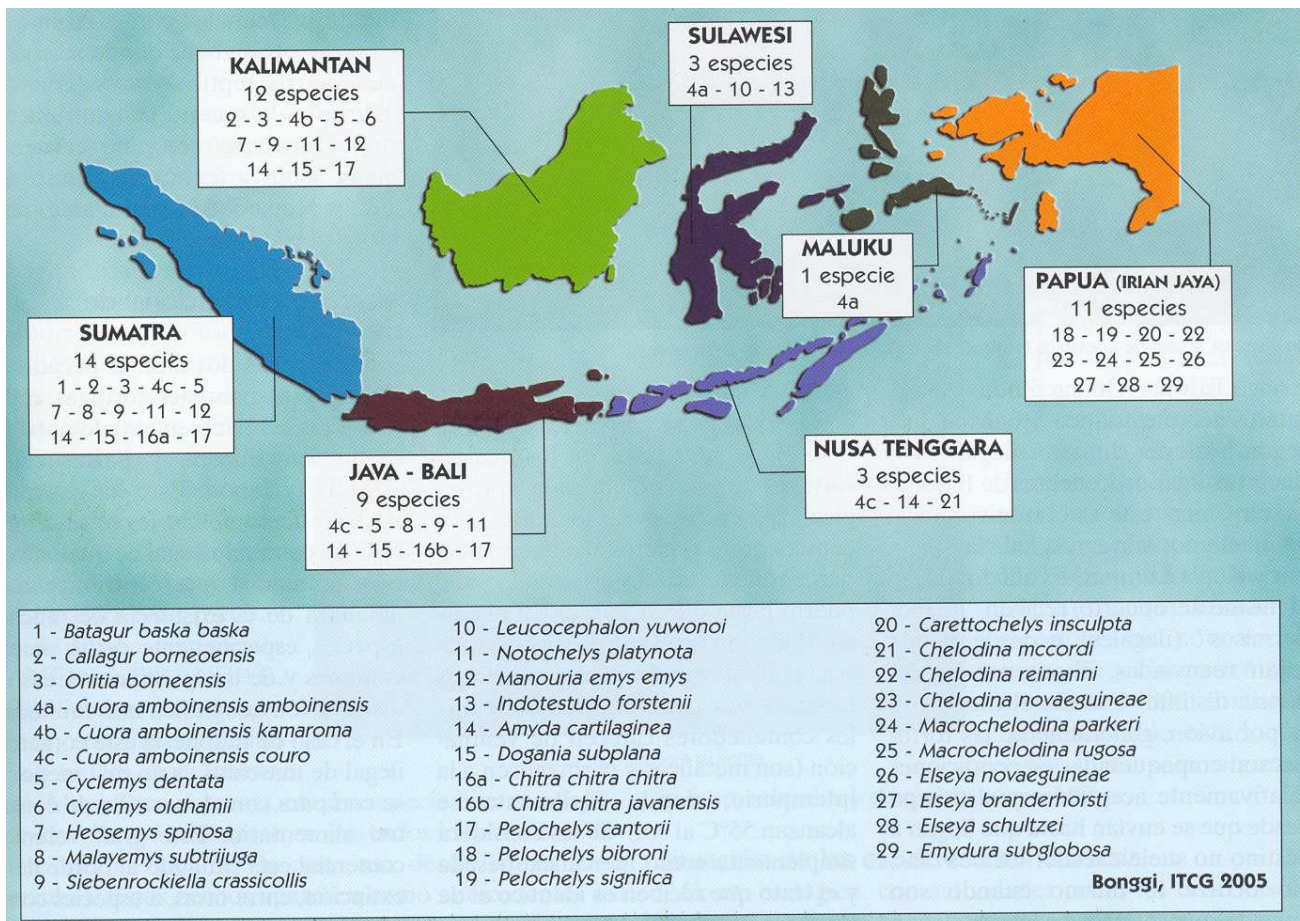 KALIMANTAN
12 especies
2 - 3 - 4b - 5 - 6
7 - 9 - 11 - 12
14 - 15 - 17
SULAWESI
3 especies
4a - 10 - 13
MALUKU
1 especie
4a
PAPUA (IRIAN JAYA)
11 especies
18 - 19 - 20 - 22
23 - 24 - 25 - 26
27 - 28 - 29
SUMATRA
14 especies
1 - 2 - 3 - 4c - 5
7 - 8 - 9 - 11 - 12
14 - 15 - 16a - 17
JAVA - BALI
9 especies
4c - 5 - 8 - 9 - 11
14 - 15 - 16b - 17
NUSA TENGGARA
3 especies
4c - 14 - 21
1 - Batagur baska baska
2 - Callagur borneoensis
3 - Orlitia borneensis
4a - Cuora amboinensis amboinensis
4b - Cuora amboinensis kamaroma
4c - Cuora amboinensis couro
5 - Cyclemys dentata
6 - Cyclemys oldhamii
7 - Heosemys spinosa
8 - Malayemys subtrijuga
9 - Siebenrockiella crassicollis
10 - Leucocephalon yuwonoi
11 - Notochelys platynota
12 - Manouria emys emys
13 - Indotestudo forstenii
14 - Amyda cartilaginea
15 - Dogania subplana
16a - Chitra chitra chitra
16b - Chitra chitra javanensis
17 - Pelochelys cantorii
18 - Pelochelys bibroni
19 - Pelochelys significa
20 - Carettochelys insculpta
21 - Chelodina mccordi
22 - Chelodina reimanni
23 - Chelodina novaeguineae
24 - Macrochelodina parkeri
25 - Macrochelodina rugosa
26 - Elseya novaeguineae
27 - Elseya branderhorsti
28 - Elseya schultzei
29 - Emydura subglobosa
Bonggi, ITCG 2005